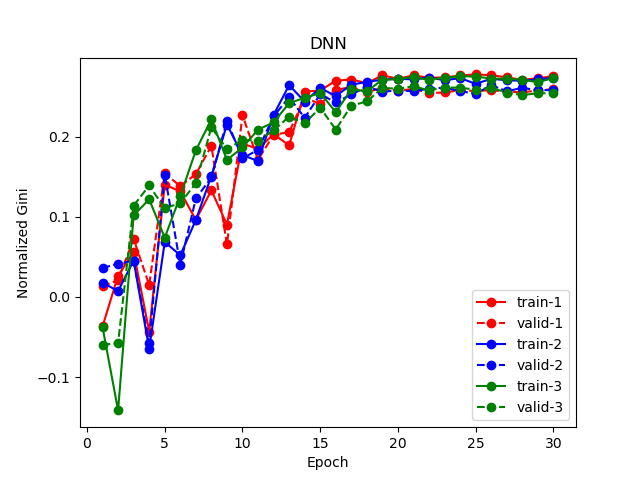 DNN
Normalized Gini
0.2
0.1
0.0
−0.1
0
5
10
15
20
25
30
Epoch
train-1
valid-1
train-2
valid-2
train-3
valid-3